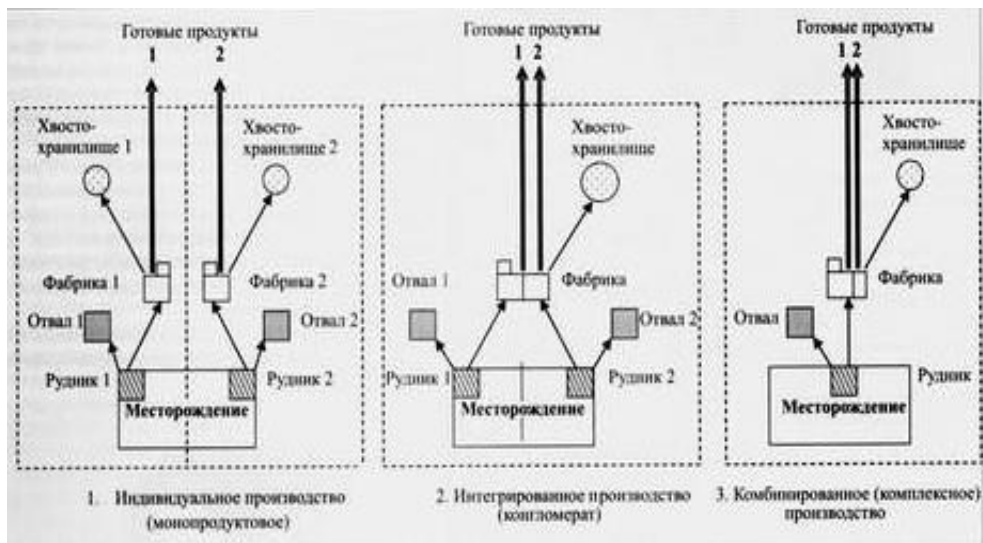 Готовые продукты
1 2
Хвосто-
хранилище 1
Хвосто-
хранилище 2
Фабрика 1
Фабрика 2
Отвал 1
Отвал 2
Рудник 1
Рудник 2
Месторождение
1. Индивидуальное производство
(монопродуктовое)
Готовые продукты
1 2
Хвосто-
хранилище
Отвал 1
Фабрика
Отвал 2
Рудник 1
Рудник 2
Месторождение
2. Интегрированное производство
(конгломерат)
Готовые продукты
1 2
Хвосто-
хранилище
Фабрика
Отвал
Рудник
Месторождение
3. Комбинированное (комплексное)
производство